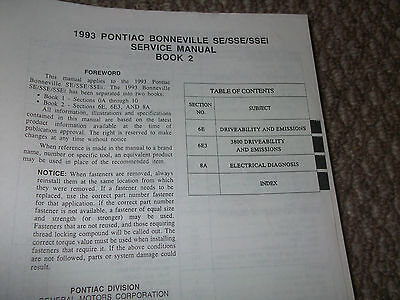 1993 PONTIAC BONNEVILLE SE/SSE/SSEi
SERVICE MANUAL
BOOK 2
FOREWORD
This manual applies to the 1993 Pontiac
Bonneville SE/SSE/SSEi. The 1993 Bonneville
SE/SSE/SSEi has been separated into two books:
• Book 1 - Sections 0A through 10
• Book 2 - Sections 6E, 6E3, AND 8A
All information, illustrations and specifications
contained in this manual are based on the latest
product information available at the time of
publication approval. The right is reserved to make
changes at any time without notice.
When reference is made in the manual to a brand
name, number or specific tool, an equivalent product
may be used in place of the recommended item.
NOTICE: When fasteners are removed, always
reinstall them at the same location from which
they were removed. If a fastener needs to be
replaced, use the correct part number fastener for
that application. If the correct part number
fastener is not available, a fastener of equal size
and strength (or stronger) may be used.
Fasteners that are not reused, and those requiring
thread locking compound will be called out. The
correct torque value must be used when installing
fasteners that require it. If the above conditions
are not followed, parts or system damage could
result.
PONTIAC DIVISION
GENERAL MOTORS CORPORATION
TABLE OF CONTENTS
SECTION NO. SUBJECT
6E DRIVEABILITY AND EMISSIONS
6E3 3800 DRIVEABILITY AND EMISSIONS
8A ELECTRICAL DIAGNOSIS
INDEX